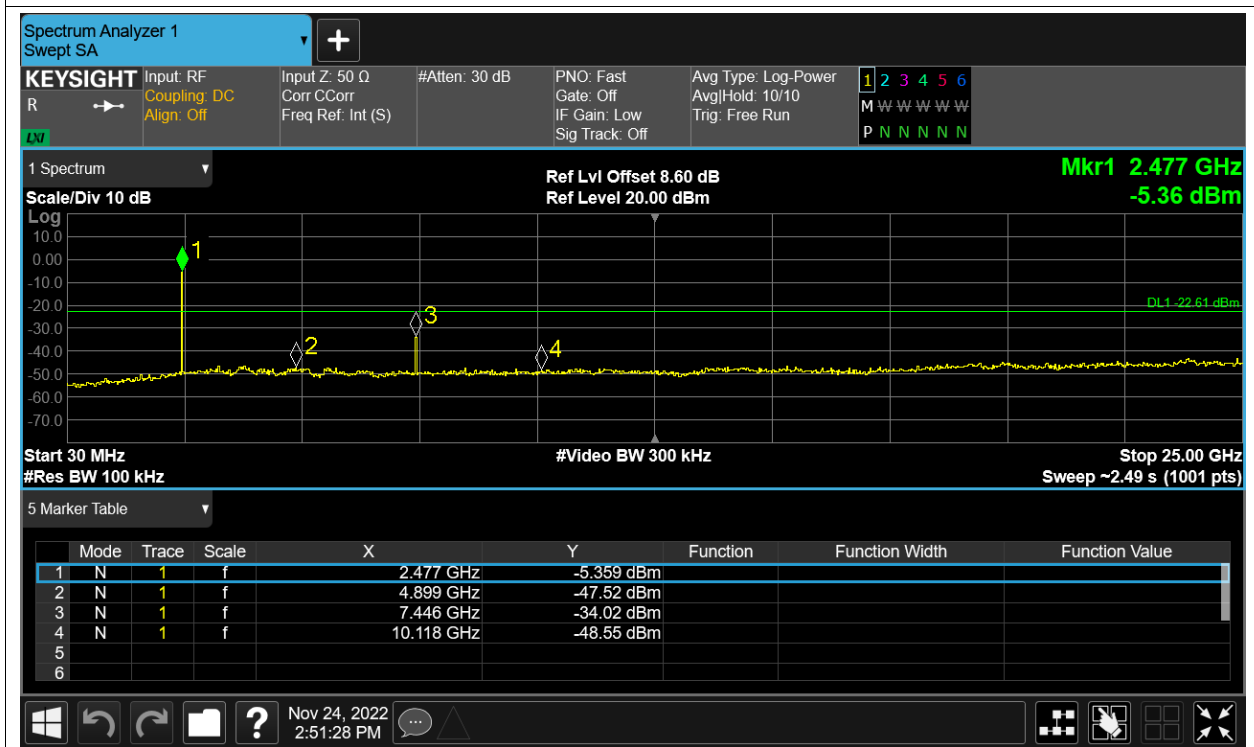 Spectrum Analyzer 1
Swept SA
+
KEYSIGHT Input: RF Input Z: 50 Ω #Atten: 30 dB PNO: Fast Avg Type: Log-Power 1 2 3 4 5 6
R Coupling: DC Corr CCorr Gate: Off Avg|Hold: 10/10 M W W W W W
Align: Off Freq Ref: Int (S) IF Gain: Low Trig: Free Run
LXI Sig Track: Off P N N N N N
1 Spectrum
Ref Lvl Offset 8.60 dB Mkr1 2.477 GHz
Scale/Div 10 dB Ref Level 20.00 dBm -5.36 dBm
Log
10.0
1
0.00
-10.0
-20.0 DL1 -22.61 dBm
3
-30.0
-40.0 2 4
-50.0
-60.0
-70.0
Start 30 MHz #Video BW 300 kHz Stop 25.00 GHz
#Res BW 100 kHz Sweep ~2.49 s (1001 pts)
5 Marker Table
Mode Trace Scale X Y Function Function Width Function Value
1 N 1 f 2.477 GHz -5.359 dBm
2 N 1 f 4.899 GHz -47.52 dBm
3 N 1 f 7.446 GHz -34.02 dBm
4 N 1 f 10.118 GHz -48.55 dBm
5
6
? Nov 24, 2022
2:51:28 PM